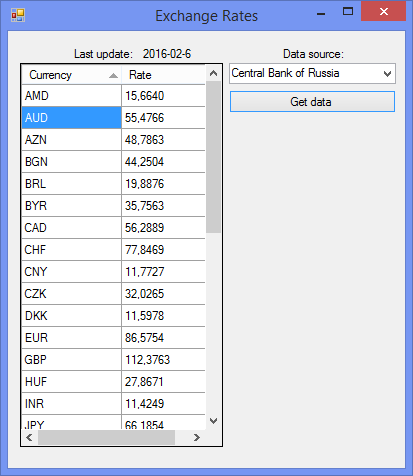 Exchange Rates
Last update: 2016-02-6
Data source:
Currency Rate
Central Bank of Russia
Get data
AMD 15,6640
AUD 55,4766
AZN 48,7863
BGN 44,2504
BRL 19,8876
BYR 35,7563
CAD 56,2889
CHF 77,8469
CNY 11,7727
CZK 32,0265
DKK 11,5978
EUR 86,5754
GBP 112,3763
HUF 27,8671
INR 11,4249
JPY 66,1854